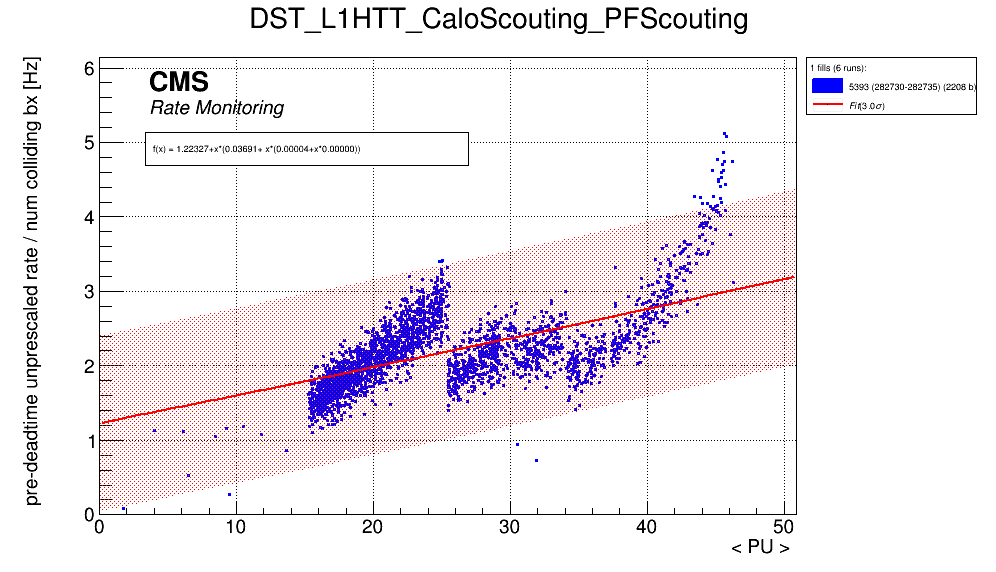 DST_L1HTT_CaloScouting_PFScouting
pre-deadtime unprescaled rate / num colliding bx [Hz]
6
5
4
3
2
1
0
CMS
Rate Monitoring
f(x) = 1.22327+x*(0.03691+ x*(0.00004+x*0.00000))
1 fills (6 runs):
5393 (282730-282735) (2208 b)
Fit(3.0σ)
0 10 20 30 40 50
< PU >